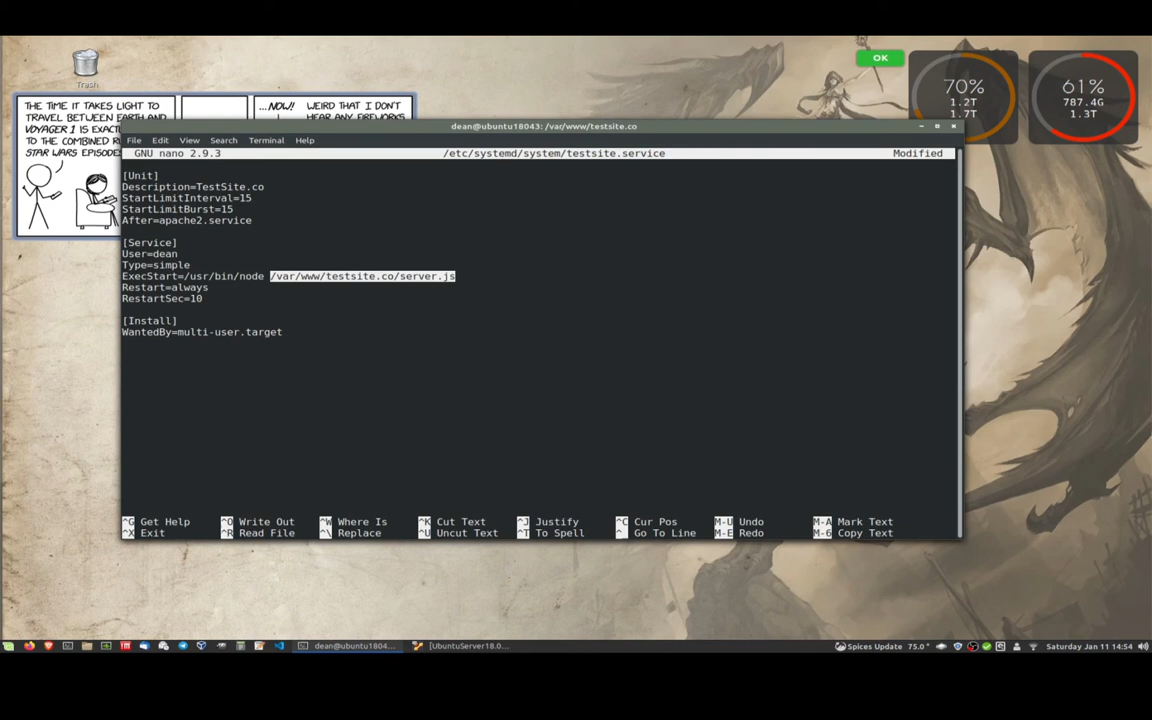 Trash
OK
70%
1.2T
1.7T
61%
787.4G
1.3T
THE TIME IT TAKES LIGHT TO
TRAVEL BETWEEN EARTH AND
VOYAGER 1 IS EXACT
TO THE COMBINED R
STAR WARS EPISODES
...NOW!! WEIRD THAT I DON'T
HEAR ANY FIREWORKS
dean@ubuntu18043: /var/www/testsite.co
File Edit View Search Terminal Help
GNU nano 2.9.3 /etc/systemd/system/testsite.service Modified
[Unit]
Description=TestSite.co
StartLimitInterval=15
StartLimitBurst=15
After=apache2.service
[Service]
User=dean
Type=simple
ExecStart=/usr/bin/node /var/www/testsite.co/server.js
Restart=always
RestartSec=10
[Install]
WantedBy=multi-user.target
^G Get Help ^O Write Out ^W Where Is ^K Cut Text ^J Justify ^C Cur Pos M-U Undo M-A Mark Text
^X Exit ^R Read File ^\ Replace ^U Uncut Text ^T To Spell ^_ Go To Line M-E Redo M-6 Copy Text
dean@ubuntu1804... [UbuntuServer18.0... Spices Update 75.0° Saturday Jan 11 14:54